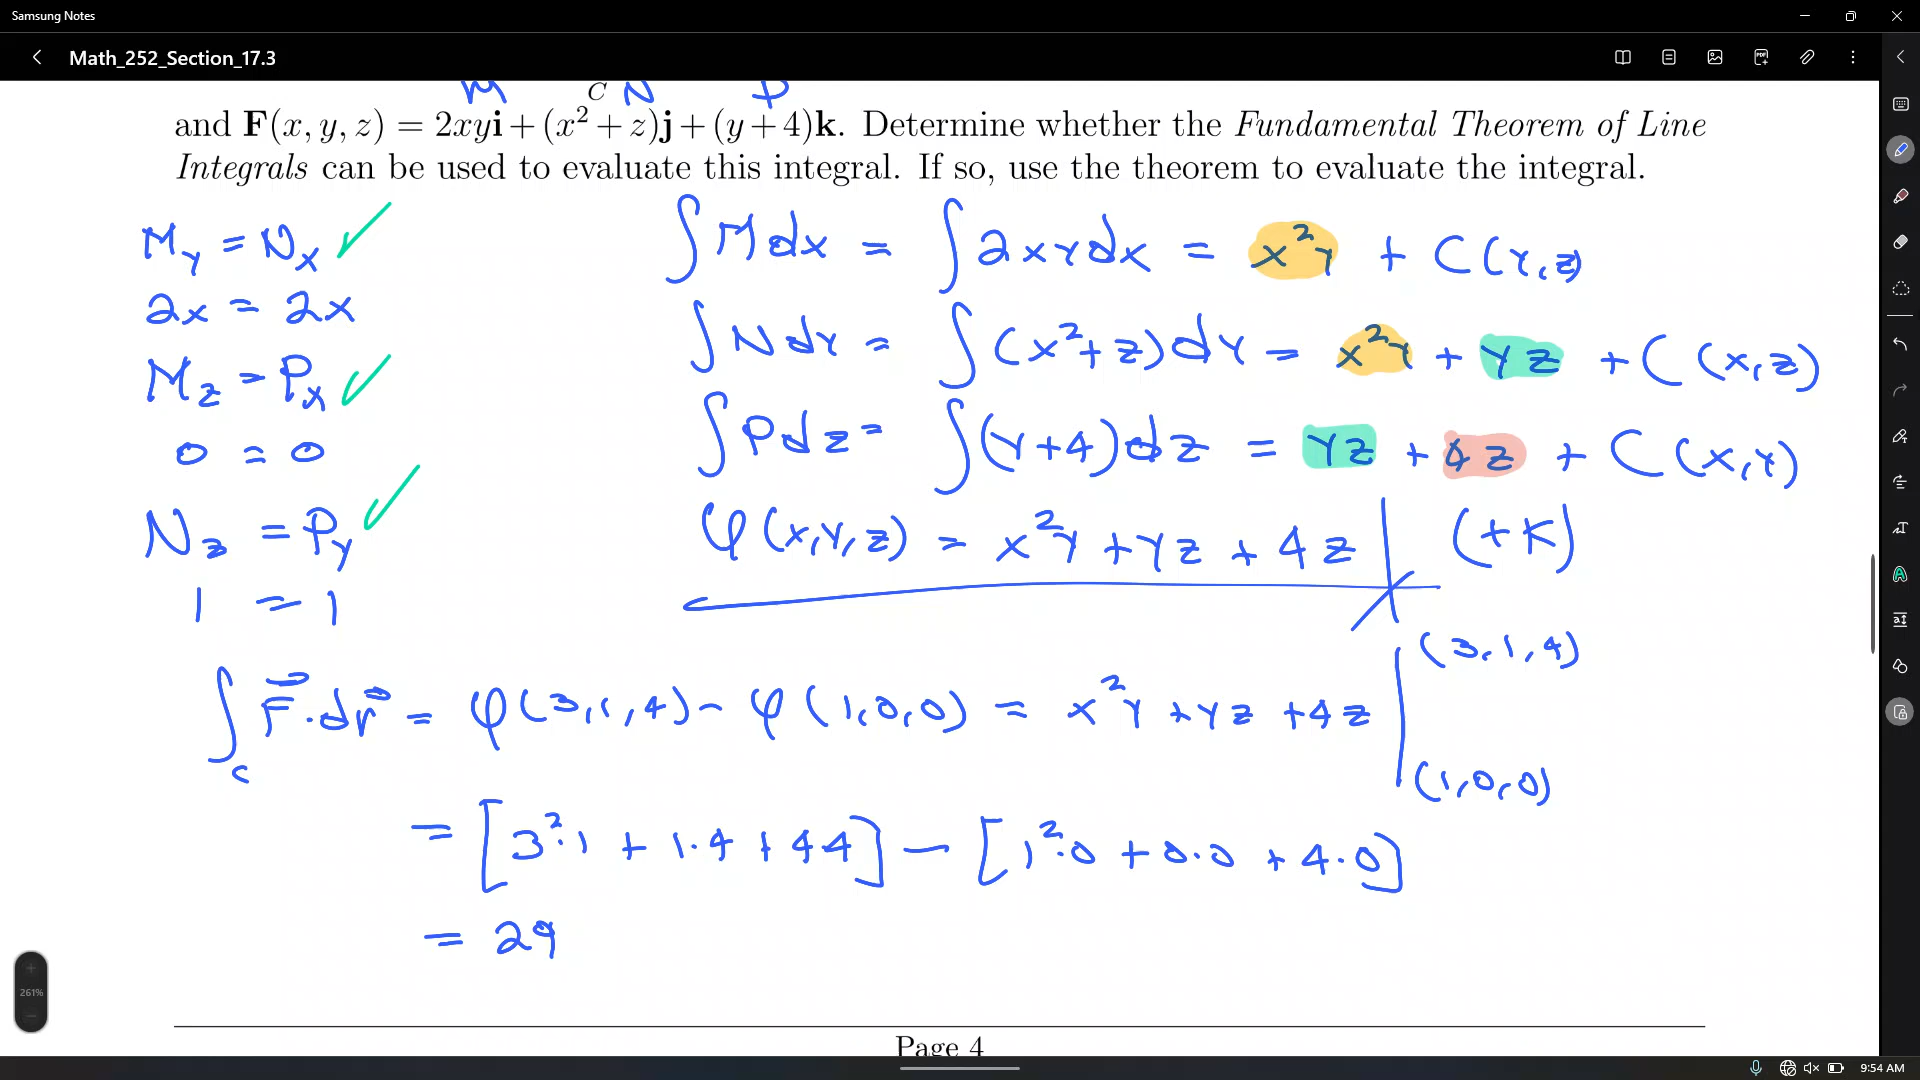 Samsung Notes
Math_252_Section_17.3
M C N P
and F(x, y, z) = 2xyi + (x² + z)j + (y + 4)k. Determine whether the Fundamental Theorem of Line
Integrals can be used to evaluate this integral. If so, use the theorem to evaluate the integral.
M_y = N_x ✓
2x = 2x
M_z = P_x ✓
0 = 0
N_z = P_y ✓
1 = 1
∫ M dx = ∫ 2xy dx = x²y + C(y, z)
∫ N dy = ∫ (x² + z) dy = x²y + yz + C(x, z)
∫ P dz = ∫ (y + 4) dz = yz + 4z + C(x, y)
φ(x, y, z) = x²y + yz + 4z (+K)
∫_C F⃗ · dr⃗ = φ(3, 1, 4) − φ(1, 0, 0) = x²y + yz + 4z |
(3, 1, 4)
(1, 0, 0)
= [3²·1 + 1·4 + 4·4] − [1²·0 + 0·0 + 4·0]
= 29
Page 4
261%
9:54 AM